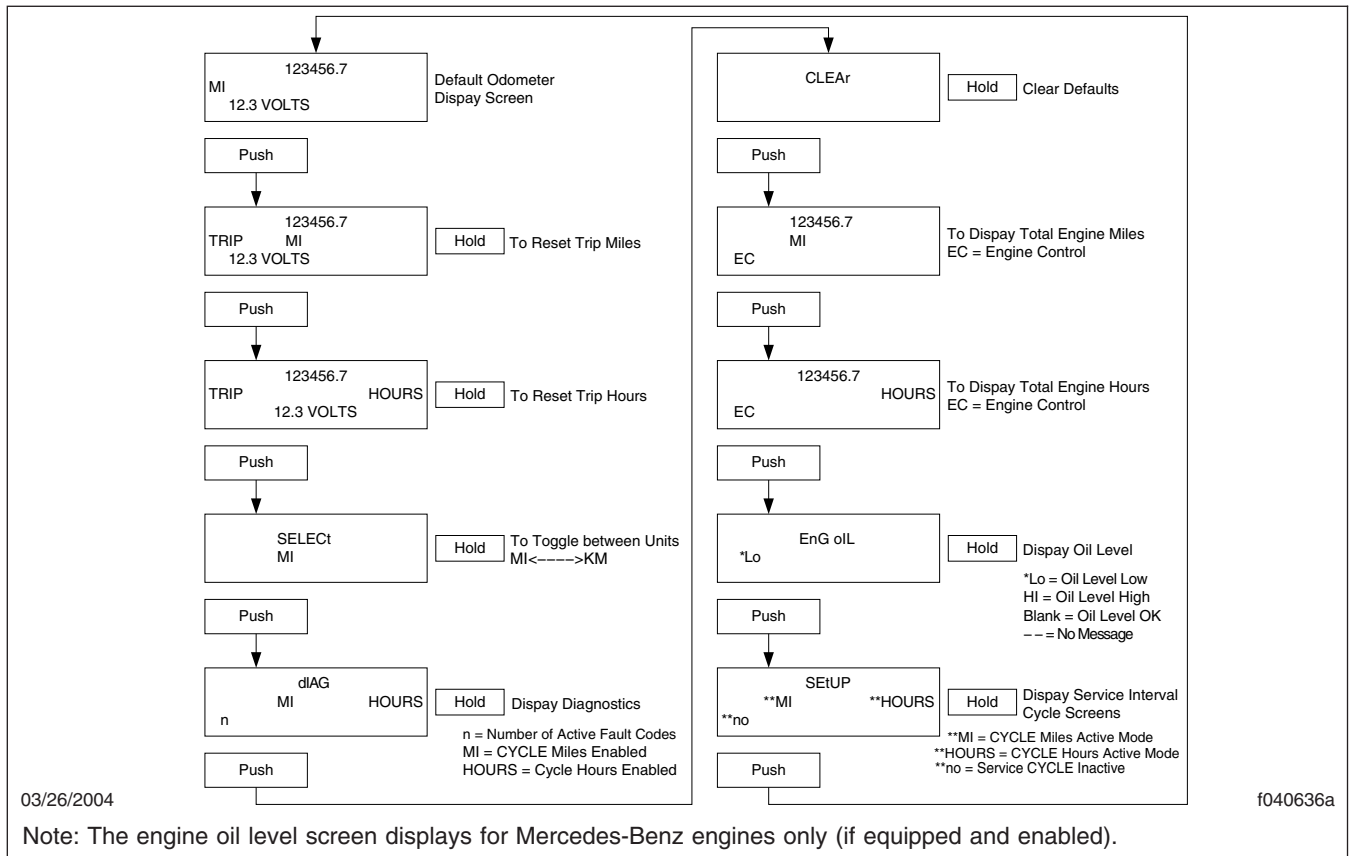 123456.7
MI
12.3 VOLTS
Default Odometer
Dispay Screen
Push
123456.7
TRIP MI
12.3 VOLTS
Hold
To Reset Trip Miles
Push
123456.7
TRIP HOURS
12.3 VOLTS
Hold
To Reset Trip Hours
Push
SELECt
MI
Hold
To Toggle between Units
MI<---->KM
Push
dIAG
MI HOURS
n
Hold
Dispay Diagnostics
n = Number of Active Fault Codes
MI = CYCLE Miles Enabled
HOURS = Cycle Hours Enabled
Push
CLEAr
Hold
Clear Defaults
Push
123456.7
MI
EC
To Dispay Total Engine Miles
EC = Engine Control
Push
123456.7
HOURS
EC
To Dispay Total Engine Hours
EC = Engine Control
Push
EnG oIL
*Lo
Hold
Dispay Oil Level
*Lo = Oil Level Low
HI = Oil Level High
Blank = Oil Level OK
– – = No Message
Push
SEtUP
**MI **HOURS
**no
Hold
Dispay Service Interval
Cycle Screens
**MI = CYCLE Miles Active Mode
**HOURS = CYCLE Hours Active Mode
**no = Service CYCLE Inactive
Push
03/26/2004
f040636a
Note: The engine oil level screen displays for Mercedes-Benz engines only (if equipped and enabled).